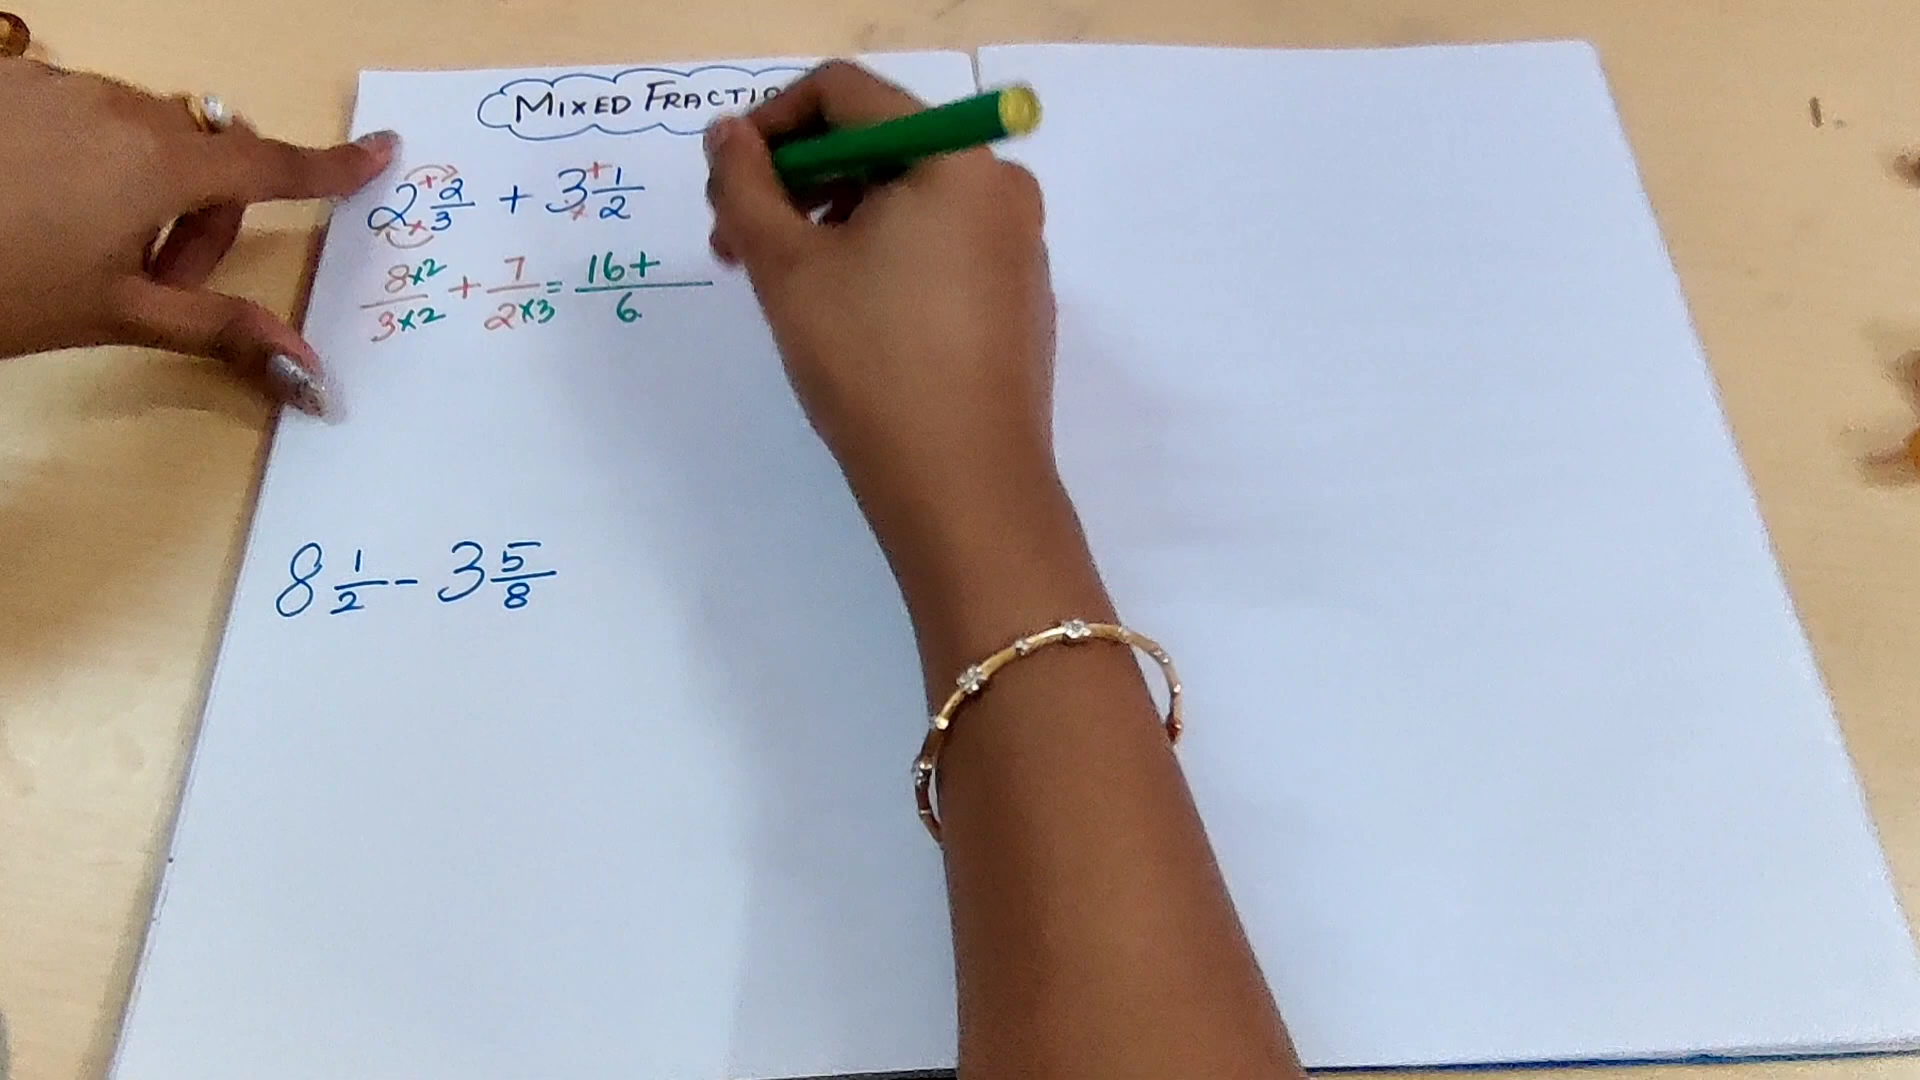 MIXED FRACTIO
2 2/3 + 3 1/2
8×2/3×2 + 7/2×3 = 16+/6
8 1/2 - 3 5/8